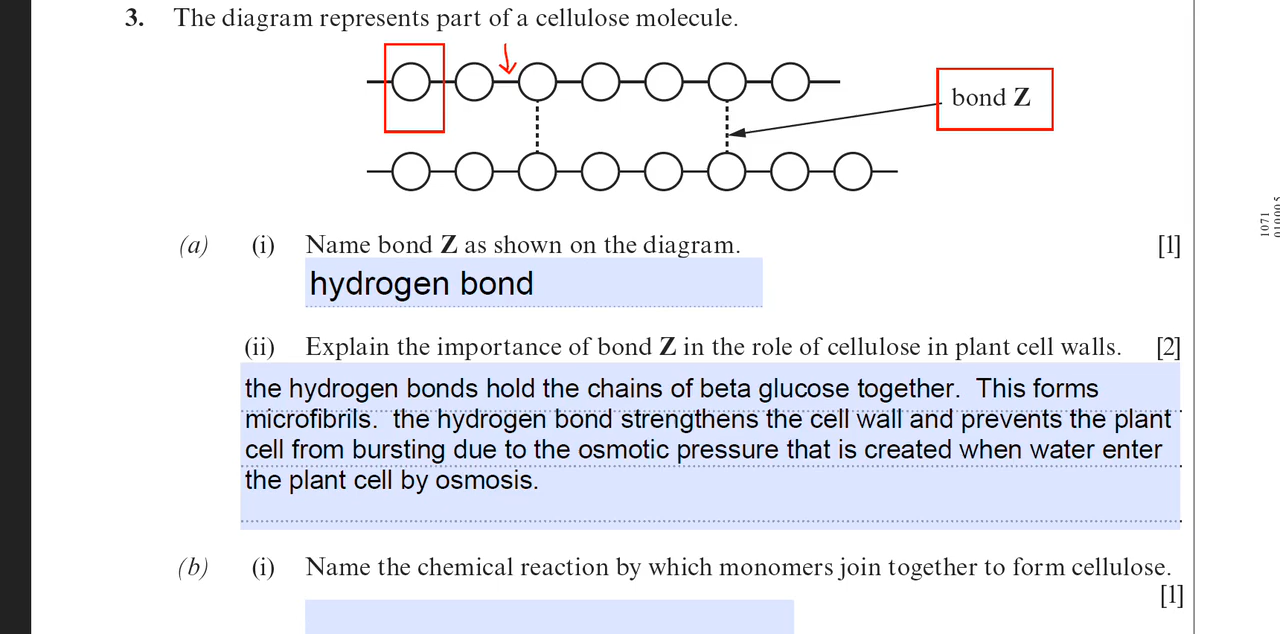 3. The diagram represents part of a cellulose molecule.
bond Z
(a) (i) Name bond Z as shown on the diagram. [1]
hydrogen bond
(ii) Explain the importance of bond Z in the role of cellulose in plant cell walls. [2]
the hydrogen bonds hold the chains of beta glucose together. This forms
microfibrils. the hydrogen bond strengthens the cell wall and prevents the plant
cell from bursting due to the osmotic pressure that is created when water enter
the plant cell by osmosis.
(b) (i) Name the chemical reaction by which monomers join together to form cellulose.
[1]
1071